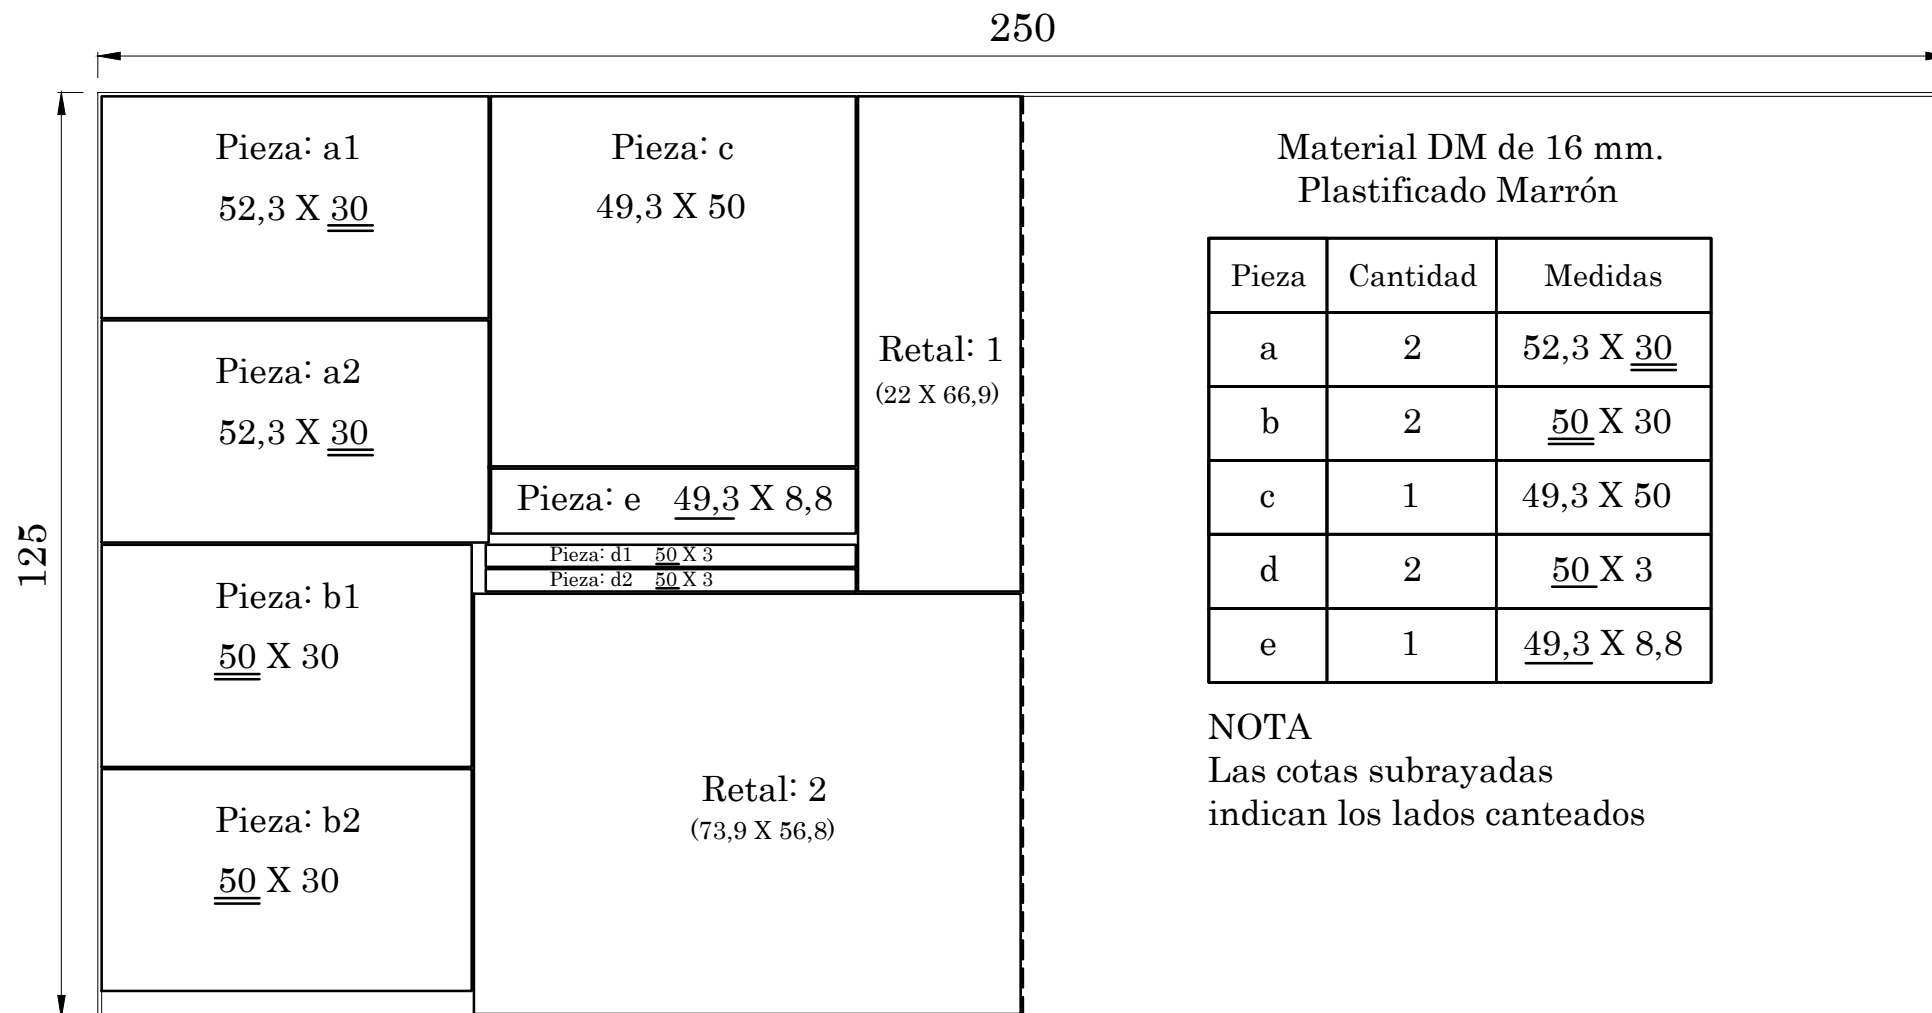 250
125
Pieza: a1
52,3 X 30
Pieza: c
49,3 X 50
Pieza: a2
52,3 X 30
Retal: 1
(22 X 66,9)
Pieza: e 49,3 X 8,8
Pieza: d1 50 X 3
Pieza: d2 50 X 3
Pieza: b1
50 X 30
Pieza: b2
50 X 30
Retal: 2
(73,9 X 56,8)
Material DM de 16 mm.
Plastificado Marrón
Pieza Cantidad Medidas
a 2 52,3 X 30
b 2 50 X 30
c 1 49,3 X 50
d 2 50 X 3
e 1 49,3 X 8,8
NOTA
Las cotas subrayadas
indican los lados canteados